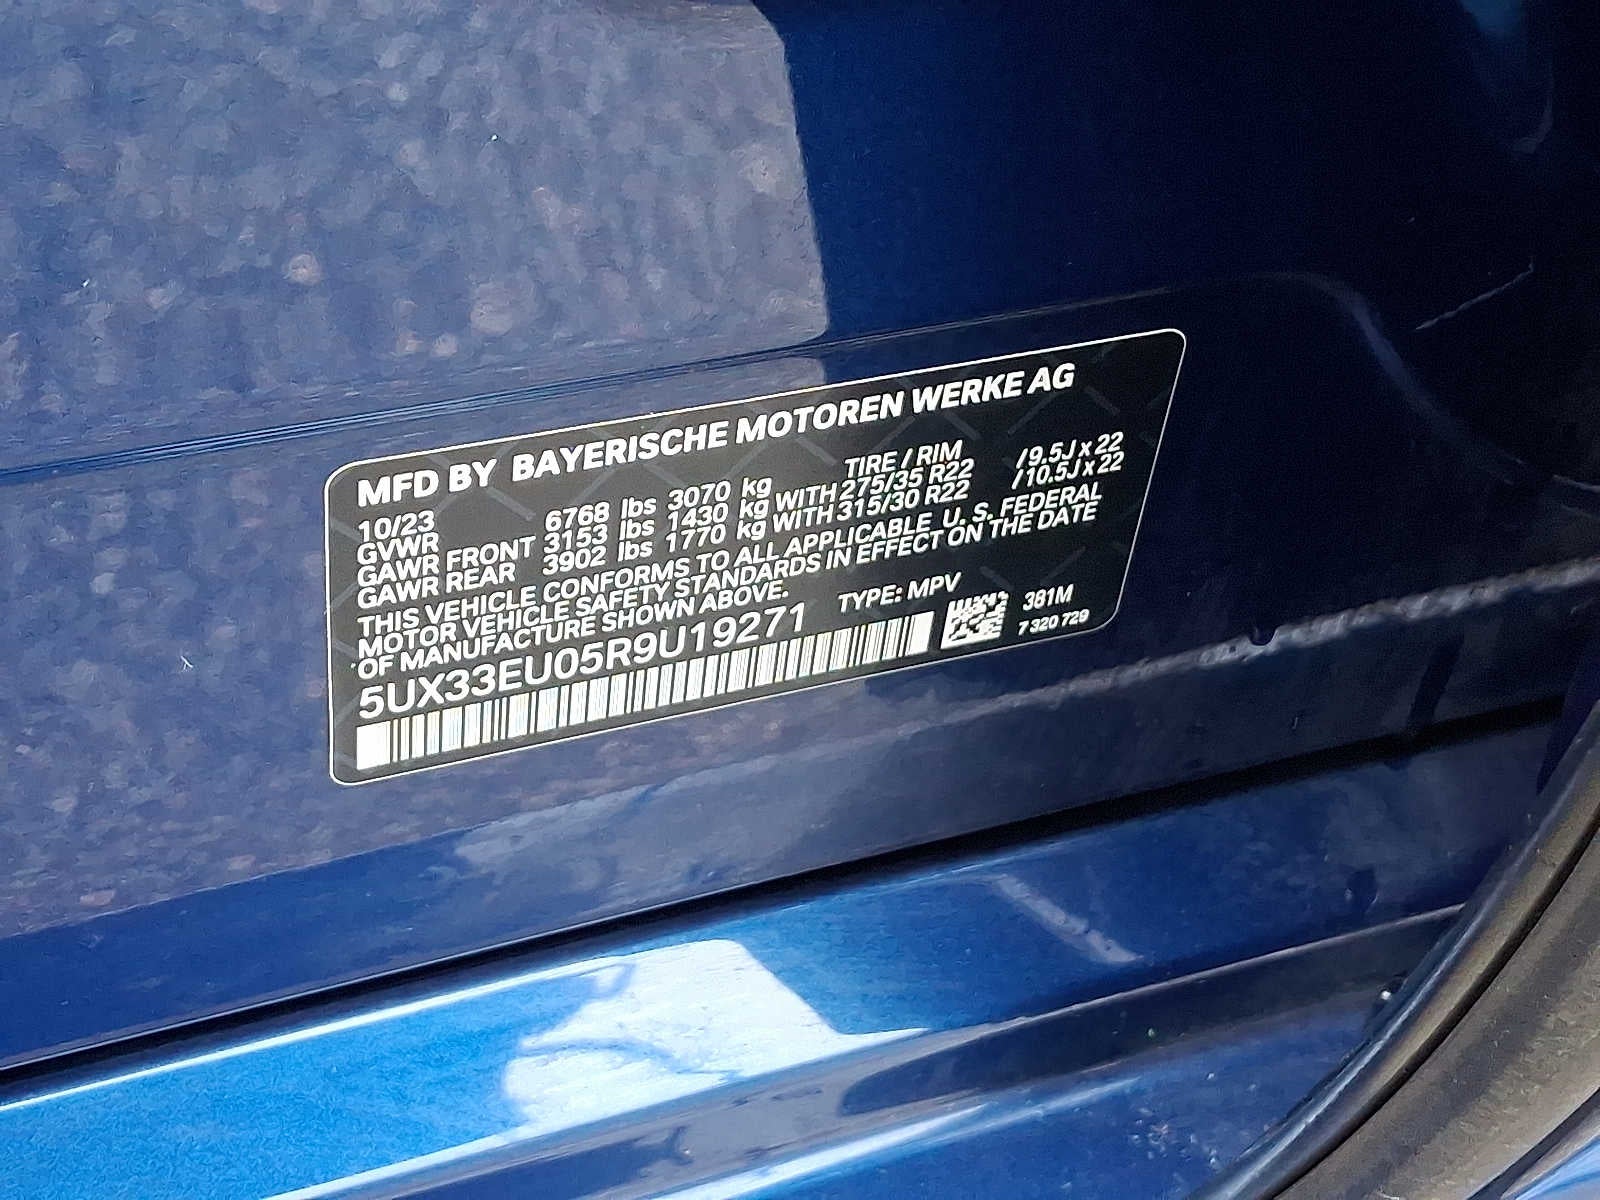 MFD BY BAYERISCHE MOTOREN WERKE AG
10/23 TIRE / RIM
GVWR 6768 lbs 3070 kg
GAWR FRONT 3153 lbs 1430 kg WITH 275/35 R22 /9.5J x 22
GAWR REAR 3902 lbs 1770 kg WITH 315/30 R22 /10.5J x 22
THIS VEHICLE CONFORMS TO ALL APPLICABLE U. S. FEDERAL
MOTOR VEHICLE SAFETY STANDARDS IN EFFECT ON THE DATE
OF MANUFACTURE SHOWN ABOVE.
5UX33EU05R9U19271 TYPE: MPV
381M
7 320 729